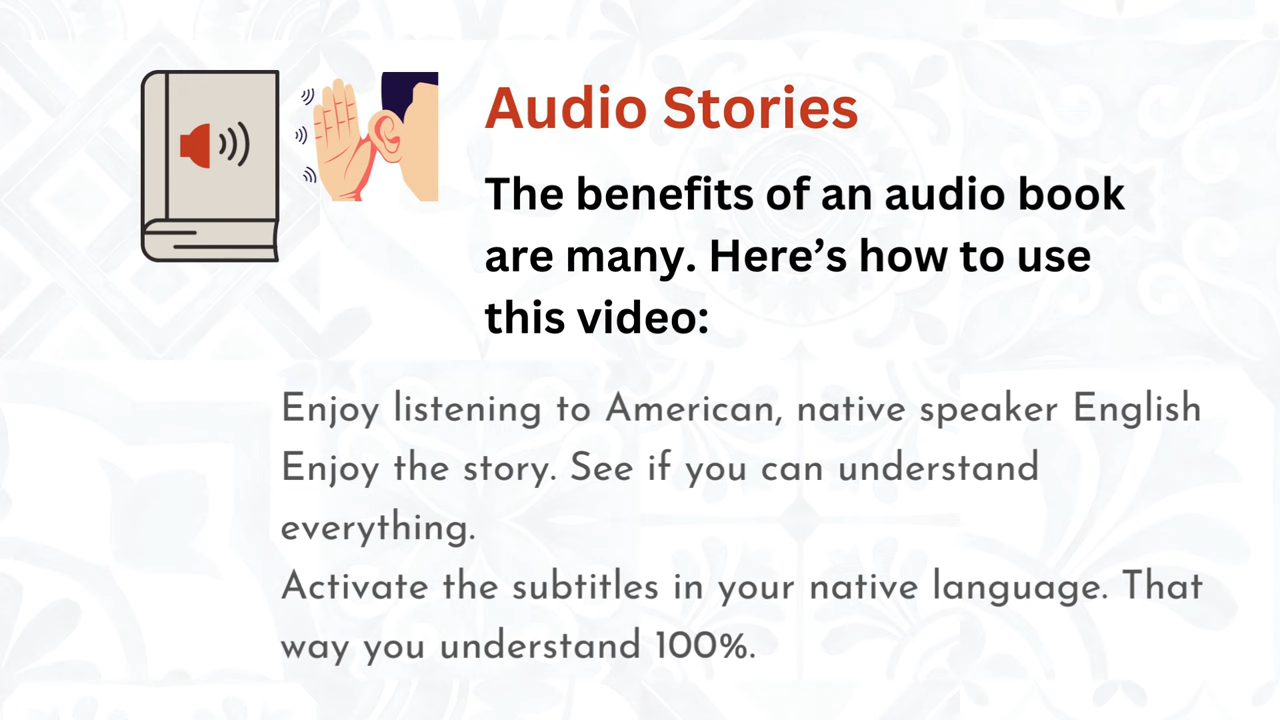 Audio Stories
The benefits of an audio book
are many. Here’s how to use
this video:
Enjoy listening to American, native speaker English
Enjoy the story. See if you can understand
everything.
Activate the subtitles in your native language. That
way you understand 100%.